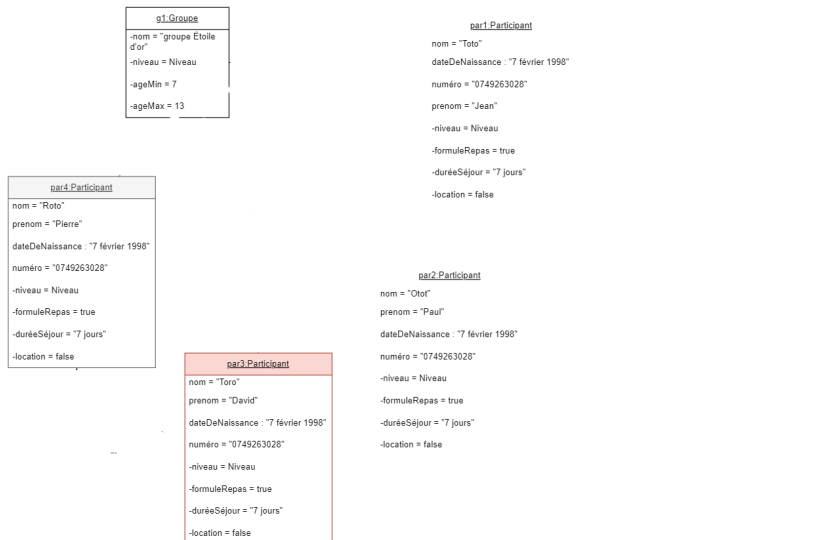 g1:Groupe
-nom = "groupe Étoile
d'or"
-niveau = Niveau
-ageMin = 7
-ageMax = 13
par1:Participant
nom = "Toto"
dateDeNaissance : "7 février 1998"
numéro = "0749263028"
prenom = "Jean"
-niveau = Niveau
-formuleRepas = true
-duréeSéjour = "7 jours"
-location = false
par4:Participant
nom = "Roto"
prenom = "Pierre"
dateDeNaissance : "7 février 1998"
numéro = "0749263028"
-niveau = Niveau
-formuleRepas = true
-duréeSéjour = "7 jours"
-location = false
par2:Participant
nom = "Otot"
prenom = "Paul"
dateDeNaissance : "7 février 1998"
numéro = "0749263028"
-niveau = Niveau
-formuleRepas = true
-duréeSéjour = "7 jours"
-location = false
par3:Participant
nom = "Toro"
prenom = "David"
dateDeNaissance : "7 février 1998"
numéro = "0749263028"
-niveau = Niveau
-formuleRepas = true
-duréeSéjour = "7 jours"
-location = false